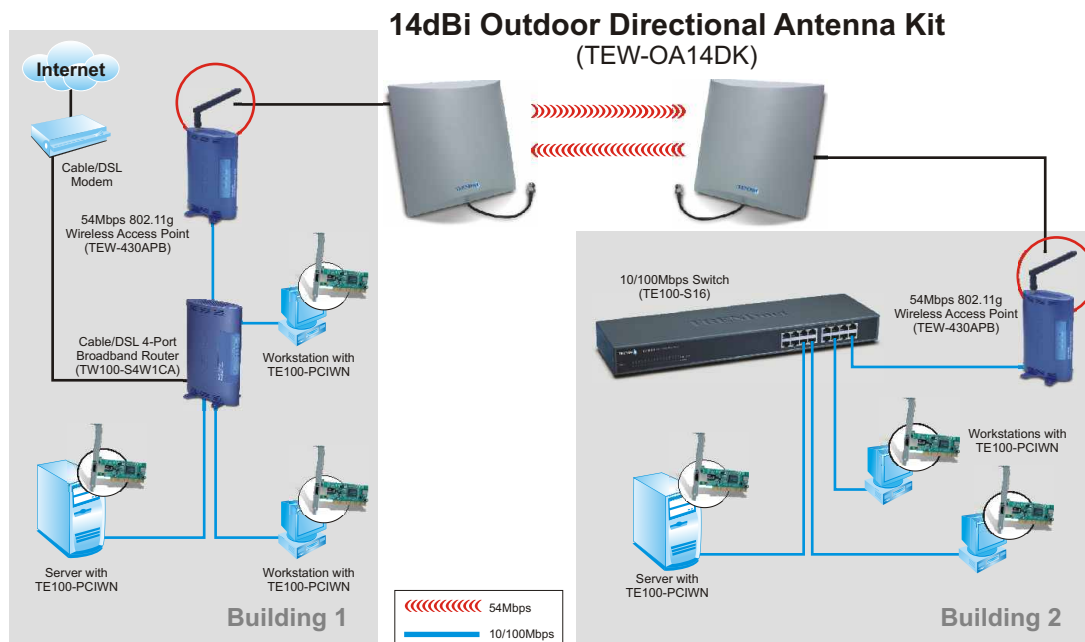 14dBi Outdoor Directional Antenna Kit
(TEW-OA14DK)
Internet
Cable/DSL
Modem
54Mbps 802.11g
Wireless Access Point
(TEW-430APB)
Cable/DSL 4-Port
Broadband Router
(TW100-S4W1CA)
Workstation with
TE100-PCIWN
Server with
TE100-PCIWN
Workstation with
TE100-PCIWN
Building 1
10/100Mbps Switch
(TE100-S16)
54Mbps 802.11g
Wireless Access Point
(TEW-430APB)
TRENDnet
Workstations with
TE100-PCIWN
Server with
TE100-PCIWN
Building 2
54Mbps
10/100Mbps